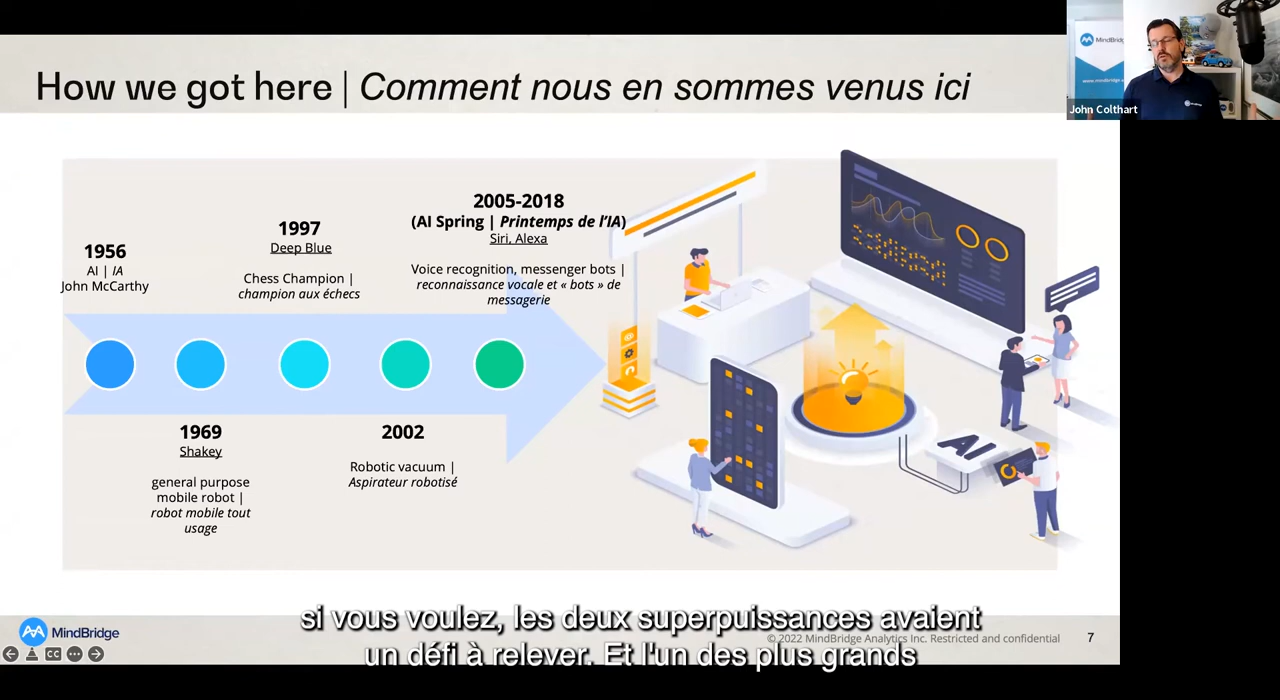 How we got here | Comment nous en sommes venus ici
MindBridge
John Colthart
1956
AI | IA
John McCarthy
1997
Deep Blue
Chess Champion |
champion aux échecs
2005-2018
(AI Spring | Printemps de l'IA)
Siri, Alexa
Voice recognition, messenger bots |
reconnaissance vocale et « bots » de
messagerie
1969
Shakey
general purpose
mobile robot |
robot mobile tout
usage
2002
Robotic vacuum |
Aspirateur robotisé
AI
si vous voulez, les deux superpuissances avaient
un défi à relever. Et l'un des plus grands
MindBridge
© 2022 MindBridge Analytics Inc. Restricted and confidential
7
CC